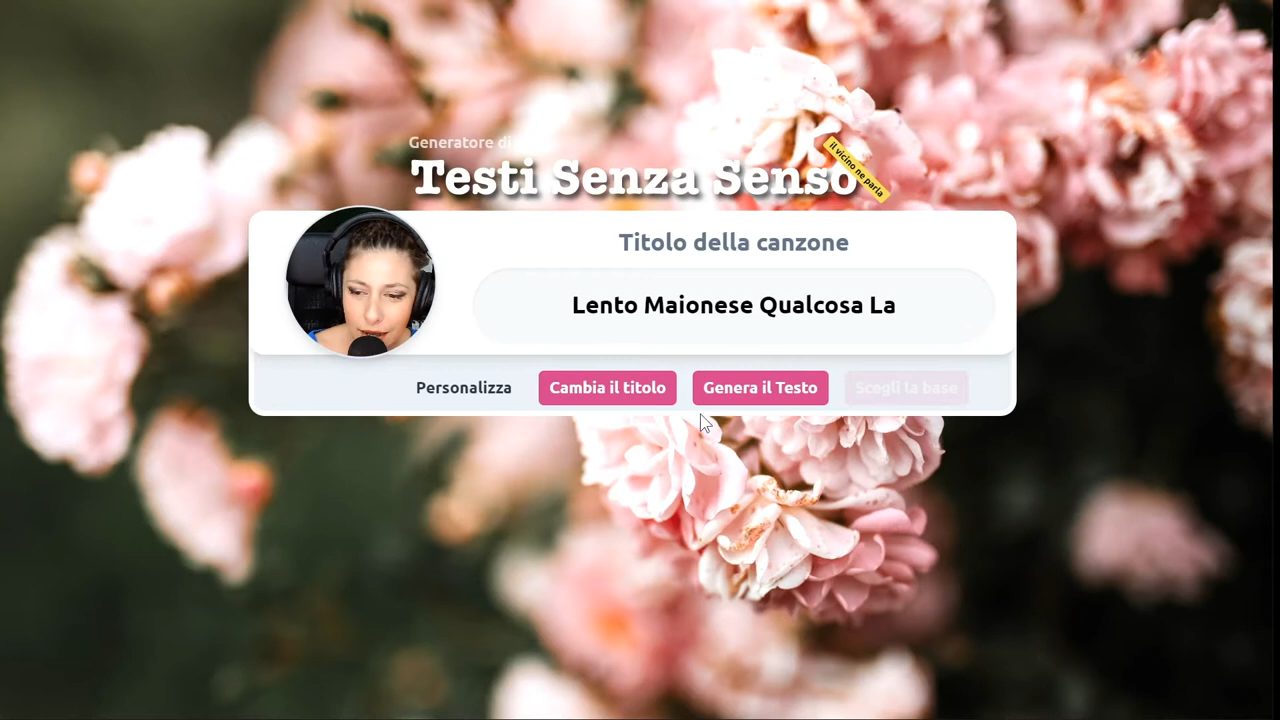 Generatore di
Testi Senza Senso
il vicino ne parla
Titolo della canzone
Lento Maionese Qualcosa La
Personalizza
Cambia il titolo
Genera il Testo
Scegli la base